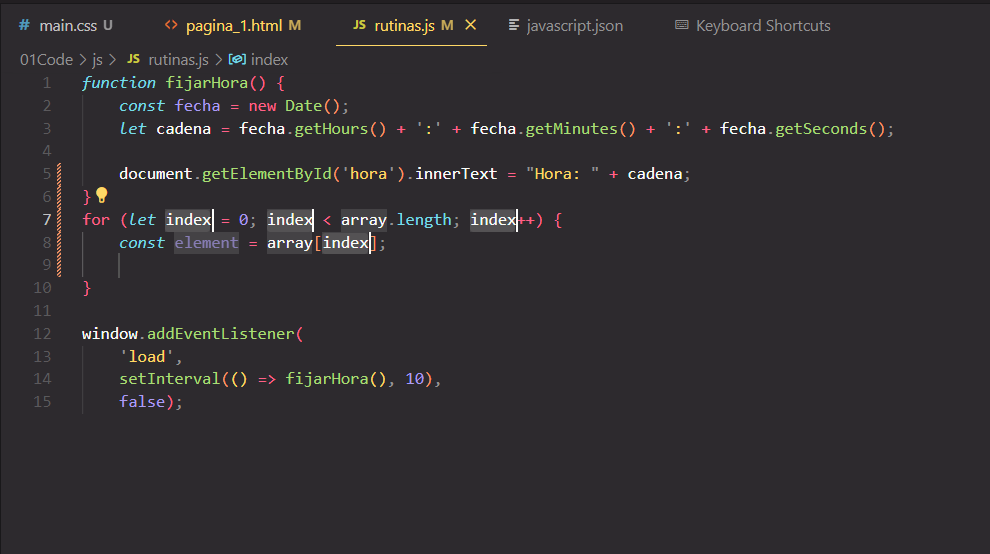 # main.css U <> pagina_1.html M JS rutinas.js M × javascript.json Keyboard Shortcuts
01Code > js > JS rutinas.js > index
1 function fijarHora() {
2 const fecha = new Date();
3 let cadena = fecha.getHours() + ':' + fecha.getMinutes() + ':' + fecha.getSeconds();
4
5 document.getElementById('hora').innerText = "Hora: " + cadena;
6 }
7 for (let index = 0; index < array.length; index++) {
8 const element = array[index];
9
10 }
11
12 window.addEventListener(
13 'load',
14 setInterval(() => fijarHora(), 10),
15 false);